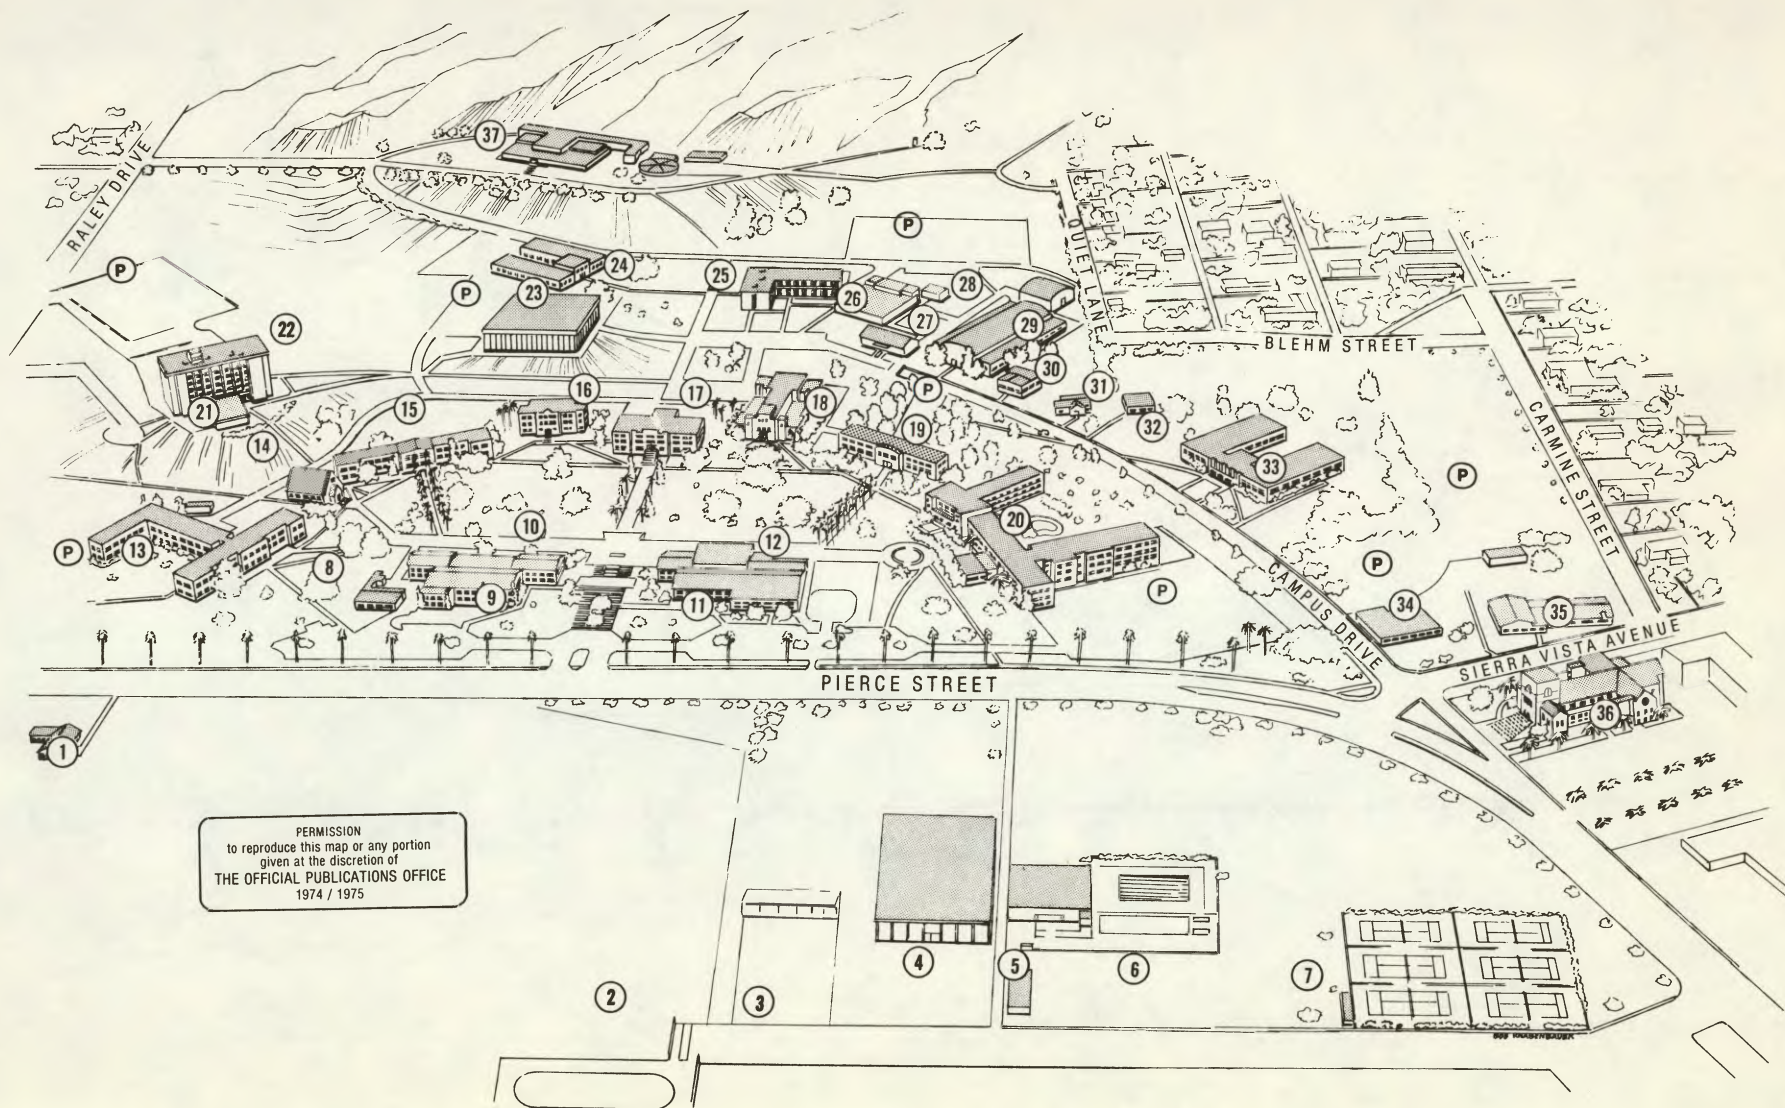 37
RALEY DRIVE
P
QUIET LANE
P
24
25
28
P
23
26
27
29
22
BLEHM STREET
30
16
17
P
31
21
15
18
32
CARMINE STREET
14
19
33
P
10
20
P
13
12
8
CAMPUS DRIVE
P
9
11
P
34
35
SIERRA VISTA AVENUE
PIERCE STREET
36
1
PERMISSION
to reproduce this map or any portion
given at the discretion of
THE OFFICIAL PUBLICATIONS OFFICE
1974 / 1975
4
5
6
7
2
3